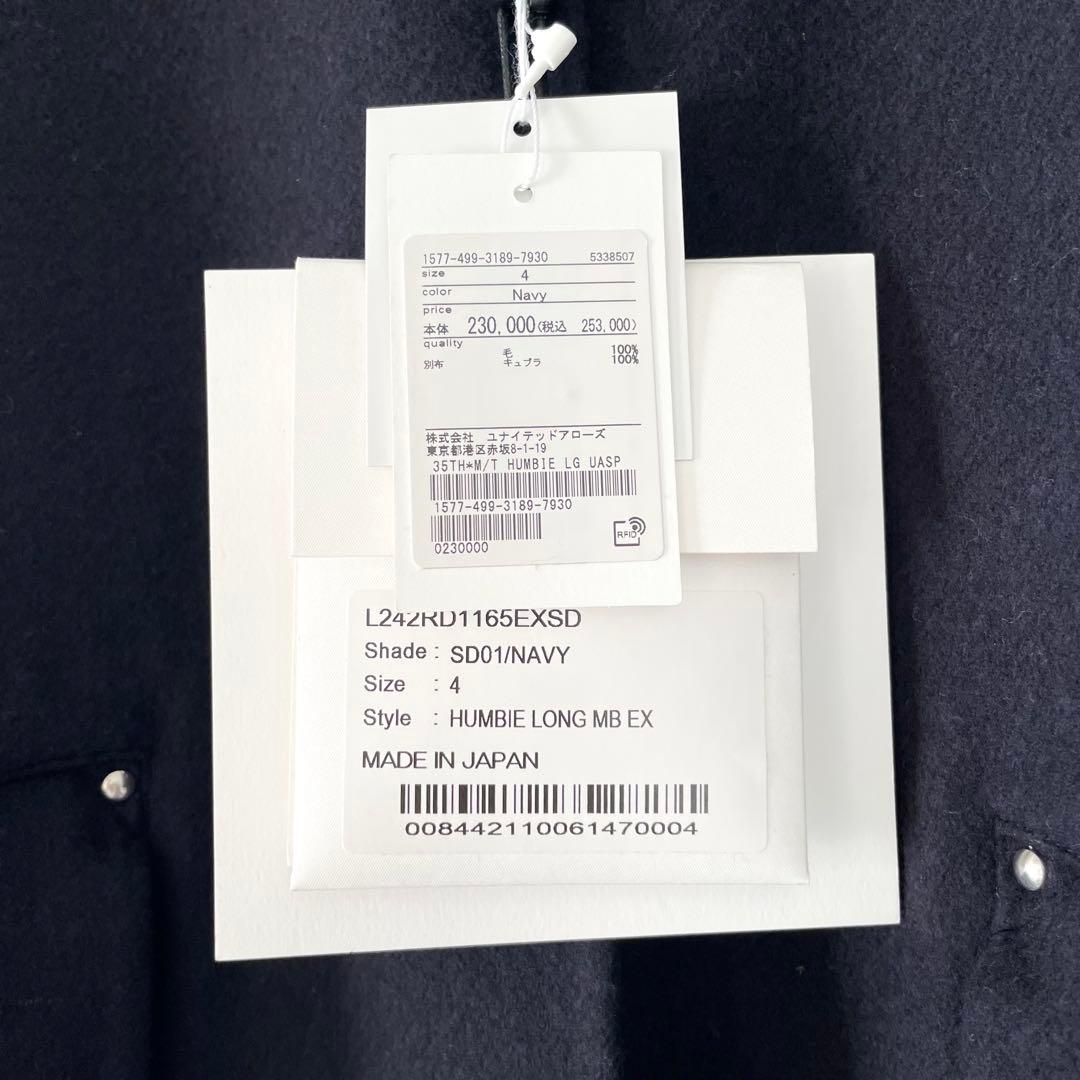 1577-499-3189-7930 5338507
size 4
color Navy
price
本体 230,000(税込 253,000)
quality
毛 100%
別布 キュプラ 100%
株式会社 ユナイテッドアローズ
東京都港区赤坂8-1-19
35TH*M/T HUMBIE LG UASP
1577-499-3189-7930
0230000
RFID
L242RD1165EXSD
Shade : SD01/NAVY
Size : 4
Style : HUMBIE LONG MB EX
MADE IN JAPAN
008442110061470004